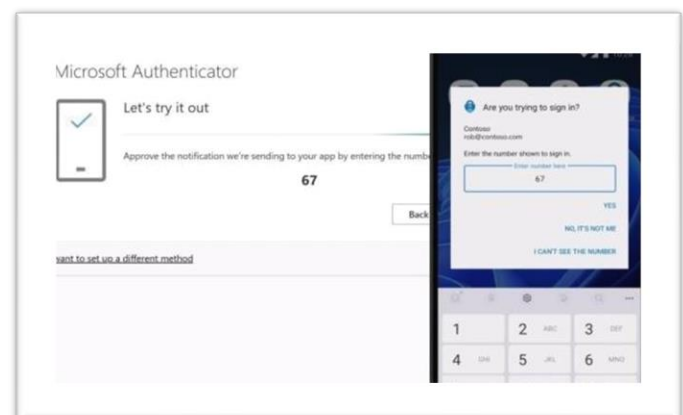 Microsoft Authenticator
Let's try it out
Approve the notification we're sending to your app by entering the numbe
67
Back
want to set up a different method
Are you trying to sign in?
Contoso
rob@contoso.com
Enter the number shown to sign in.
Enter number here
67
YES
NO, IT'S NOT ME
I CAN'T SEE THE NUMBER
1 2 ABC 3 DEF
4 GHI 5 JKL 6 MNO